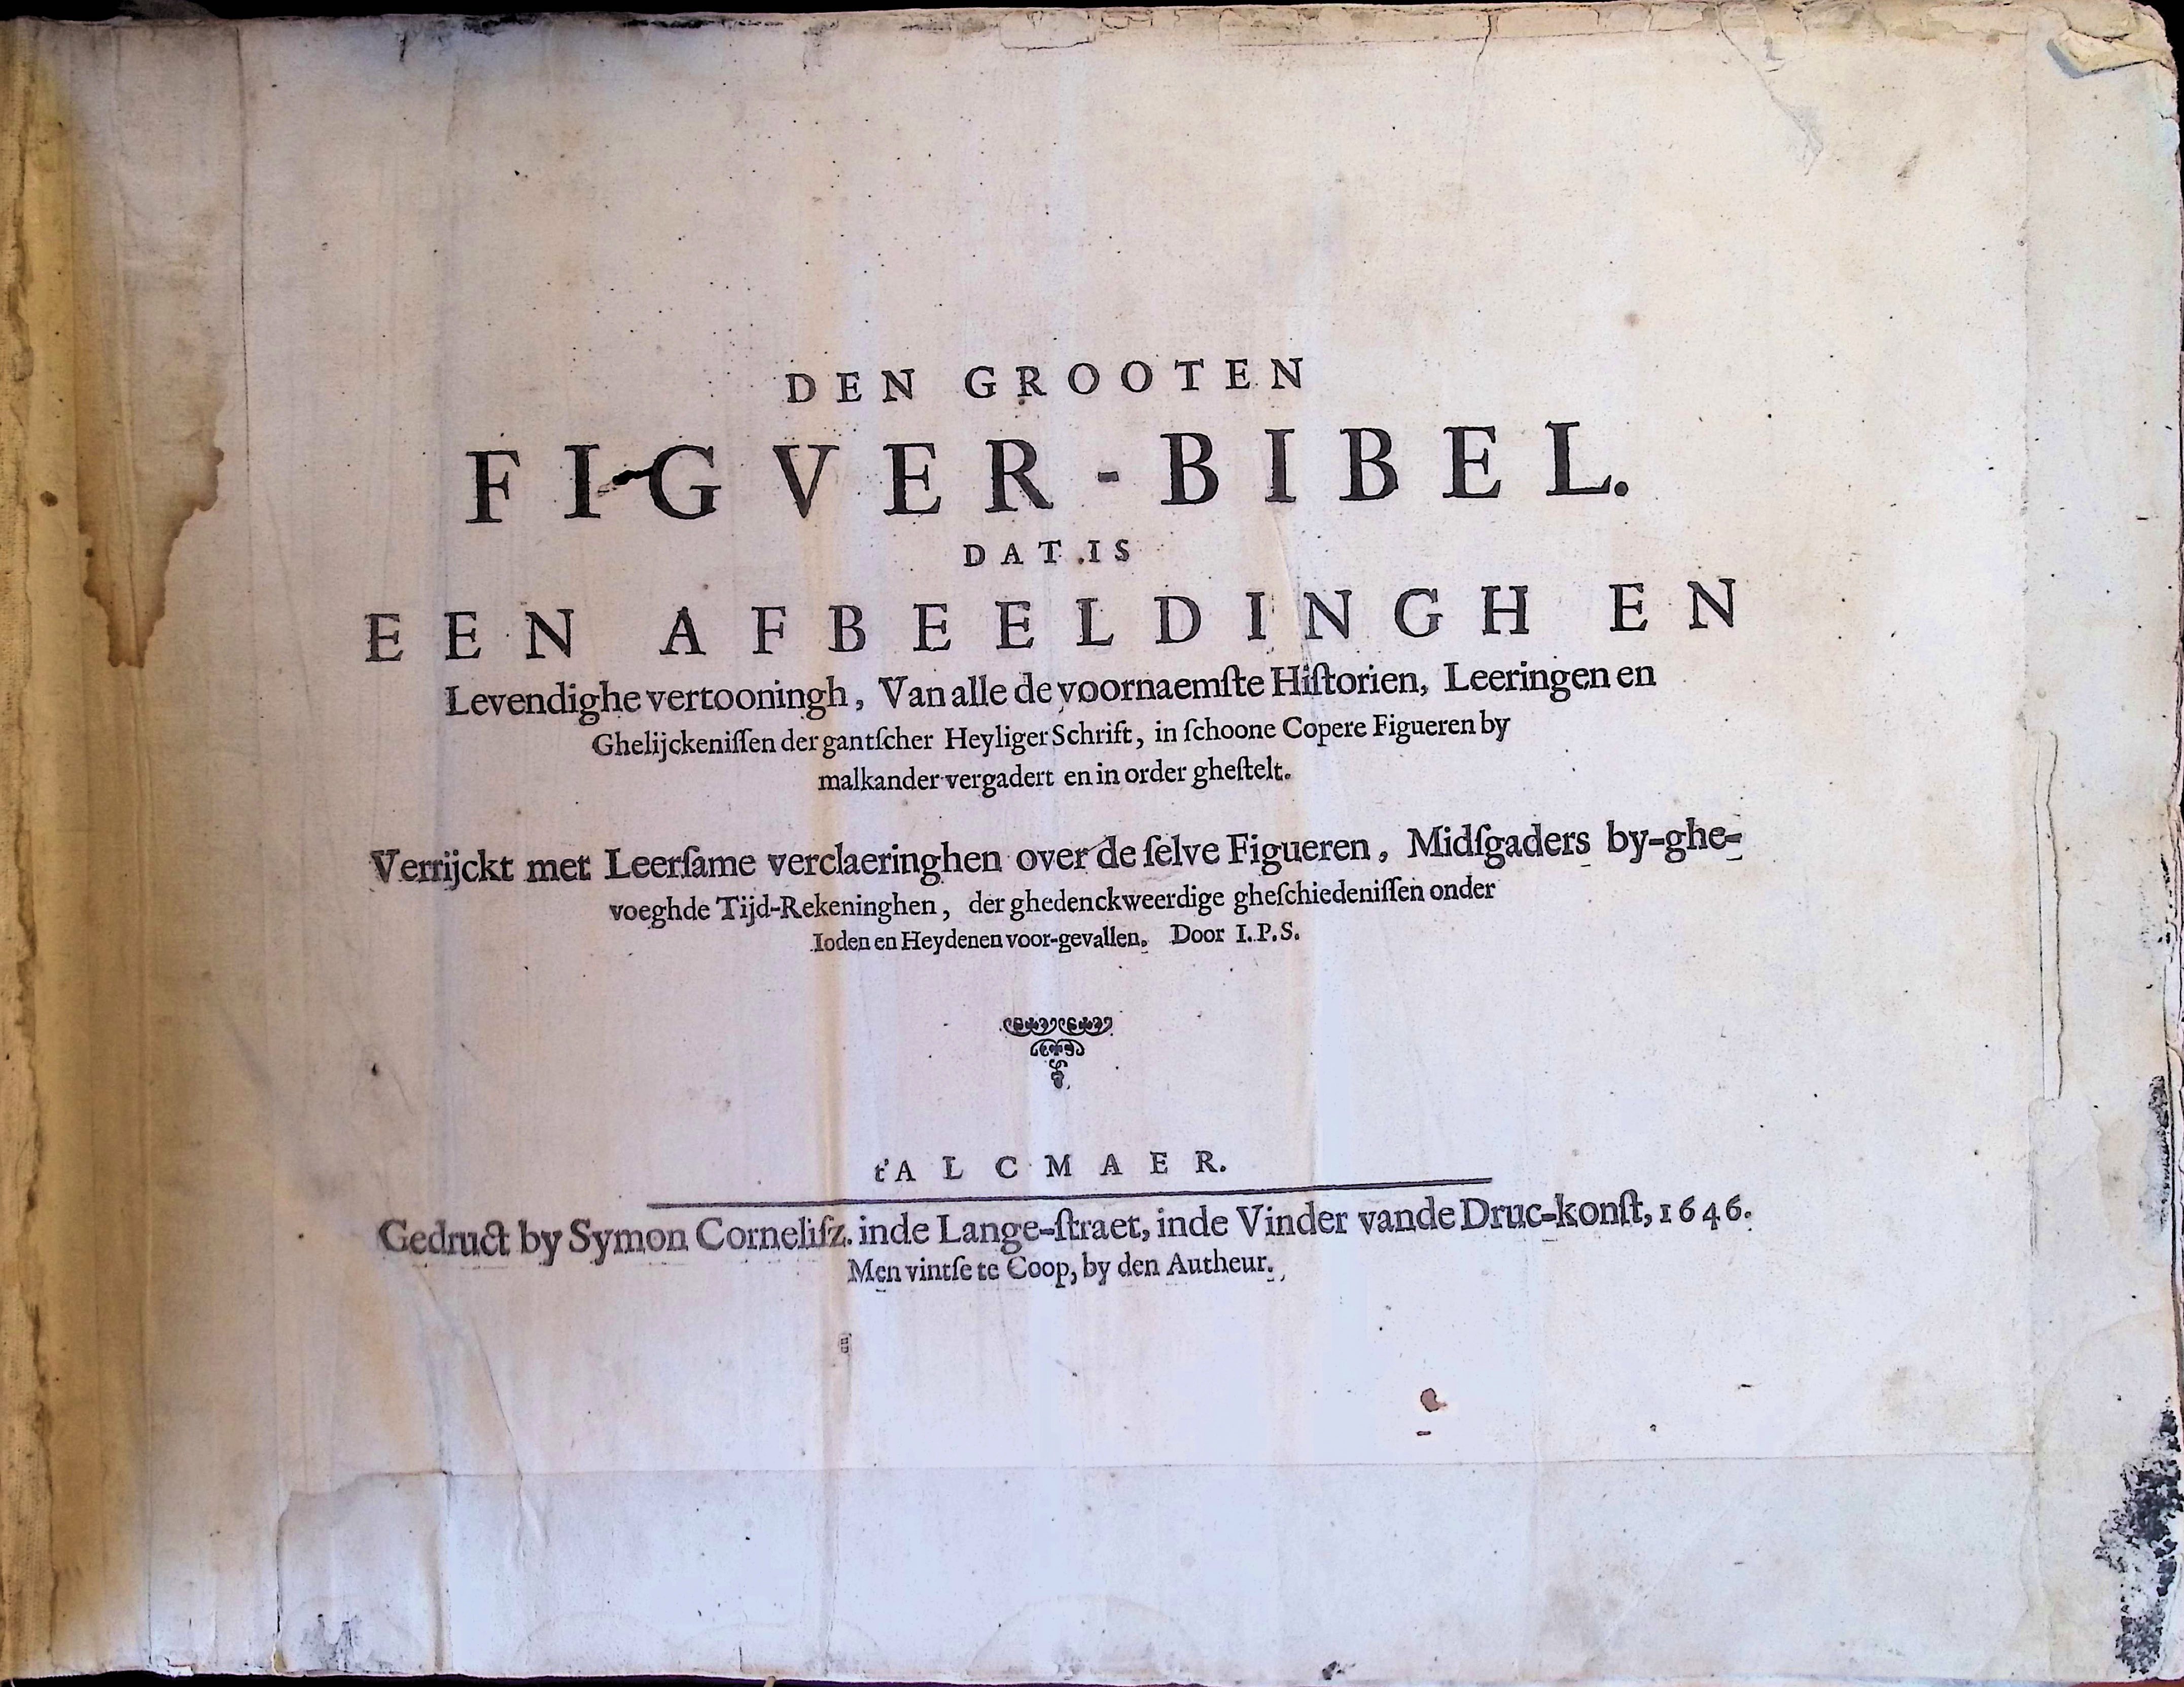 DEN GROOTEN
FIGVER-BIBEL.
DAT IS
EEN AFBEELDINGH EN
Levendighe vertooningh, Van alle de voornaemſte Hiſtorien, Leeringen en
Ghelijckeniſſen der gantſcher Heyliger Schrift, in ſchoone Copere Figueren by
malkander vergadert en in order gheſtelt.
Verrijckt met Leerſame verclaeringhen over de ſelve Figueren, Midſgaders by-ghe-
voeghde Tijd-Rekeninghen, der ghedenckweerdige gheſchiedeniſſen onder
Ioden en Heydenen voor-gevallen. Door I.P.S.
t'ALCMAER.
Gedruct by Symon Corneliſz. inde Lange-ſtraet, inde Vinder vande Druc-konſt, 1646.
Men vintſe te Coop, by den Autheur.